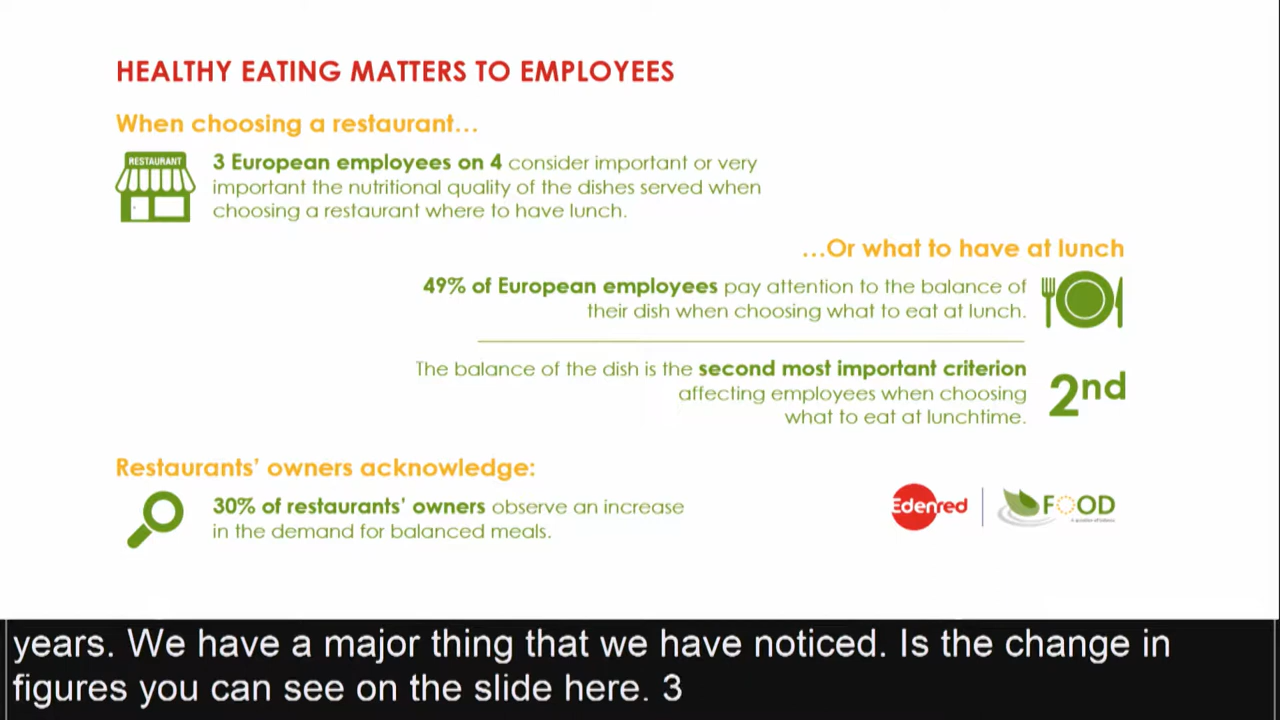 HEALTHY EATING MATTERS TO EMPLOYEES
When choosing a restaurant…
RESTAURANT
3 European employees on 4 consider important or very
important the nutritional quality of the dishes served when
choosing a restaurant where to have lunch.
…Or what to have at lunch
49% of European employees pay attention to the balance of
their dish when choosing what to eat at lunch.
The balance of the dish is the second most important criterion
affecting employees when choosing
what to eat at lunchtime.
2nd
Restaurants’ owners acknowledge:
30% of restaurants’ owners observe an increase
in the demand for balanced meals.
Edenred
FOOD
A question of balance
years. We have a major thing that we have noticed. Is the change in
figures you can see on the slide here. 3